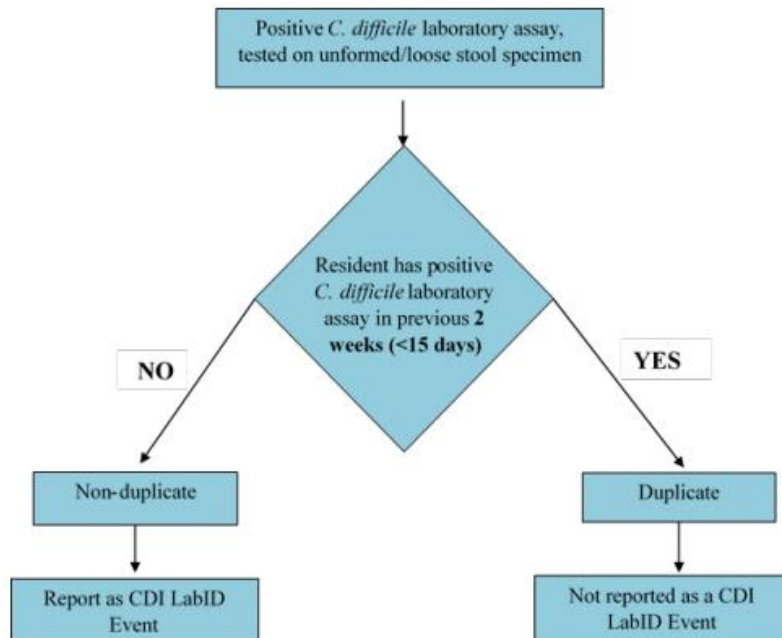 Positive C. difficile laboratory assay,
tested on unformed/loose stool specimen
Resident has positive
C. difficile laboratory
assay in previous 2
weeks (<15 days)
NO
YES
Non-duplicate
Duplicate
Report as CDI LabID
Event
Not reported as a CDI
LabID Event